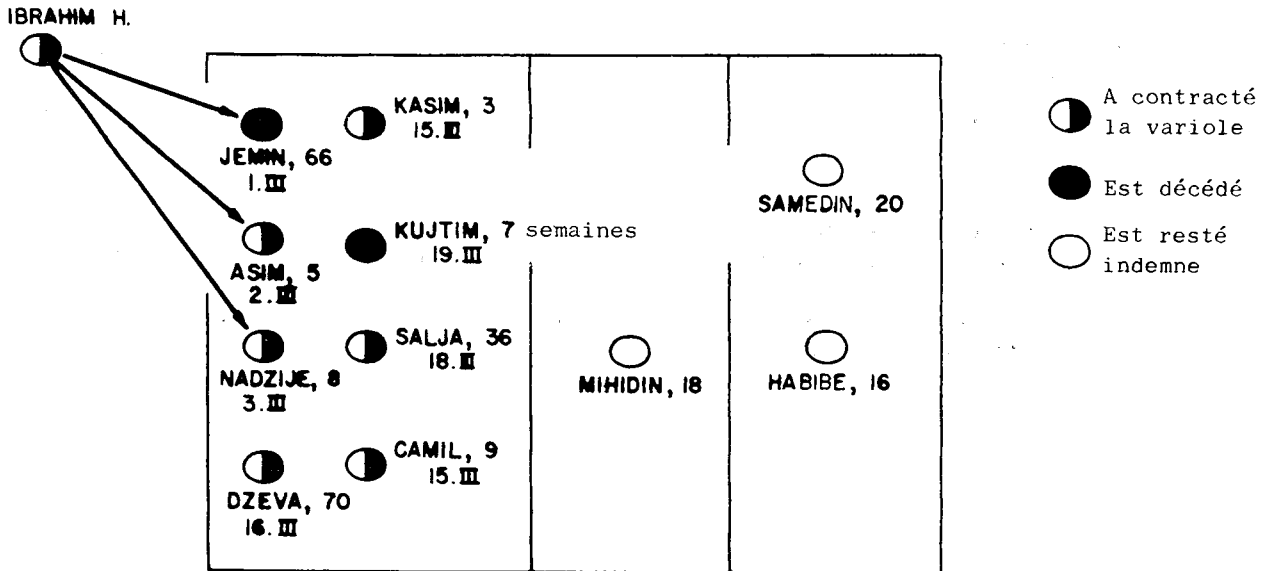 IBRAHIM H.
KASIM, 3
15.III
JEMIN, 66
1.III
KUJTIM, 7 semaines
19.III
ASIM, 5
2.III
SALJA, 36
18.III
NADZIJE, 8
3.III
CAMIL, 9
15.III
DZEVA, 70
16.III
MIHIDIN, 18
SAMEDIN, 20
HABIBE, 16
A contracté
la variole
Est décédé
Est resté
indemne